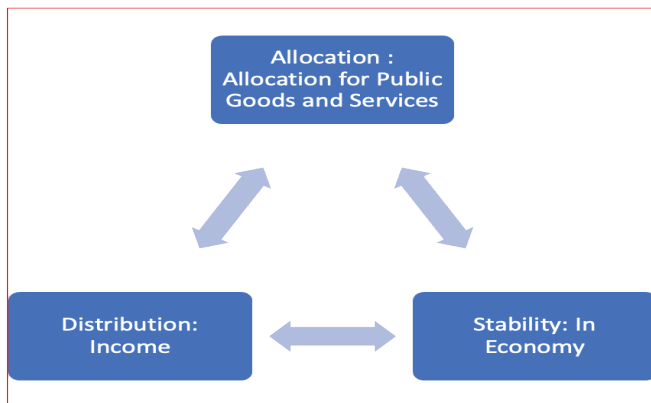 Allocation :
Allocation for Public
Goods and Services
Distribution:
Income
Stability: In
Economy